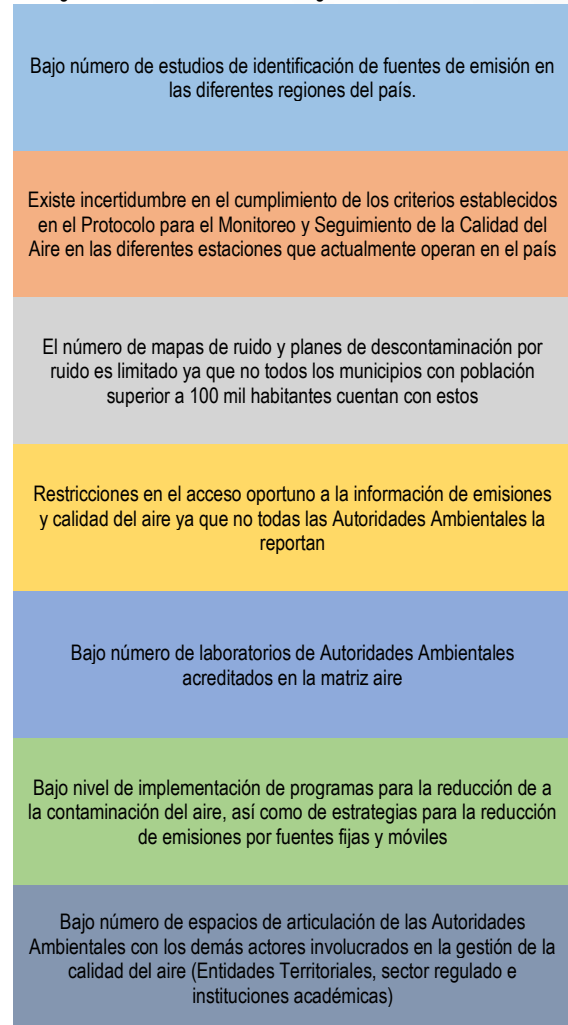 Bajo número de estudios de identificación de fuentes de emisión en
las diferentes regiones del país.
Existe incertidumbre en el cumplimiento de los criterios establecidos
en el Protocolo para el Monitoreo y Seguimiento de la Calidad del
Aire en las diferentes estaciones que actualmente operan en el país
El número de mapas de ruido y planes de descontaminación por
ruido es limitado ya que no todos los municipios con población
superior a 100 mil habitantes cuentan con estos
Restricciones en el acceso oportuno a la información de emisiones
y calidad del aire ya que no todas las Autoridades Ambientales la
reportan
Bajo número de laboratorios de Autoridades Ambientales
acreditados en la matriz aire
Bajo nivel de implementación de programas para la reducción de a
la contaminación del aire, así como de estrategias para la reducción
de emisiones por fuentes fijas y móviles
Bajo número de espacios de articulación de las Autoridades
Ambientales con los demás actores involucrados en la gestión de la
calidad del aire (Entidades Territoriales, sector regulado e
instituciones académicas)